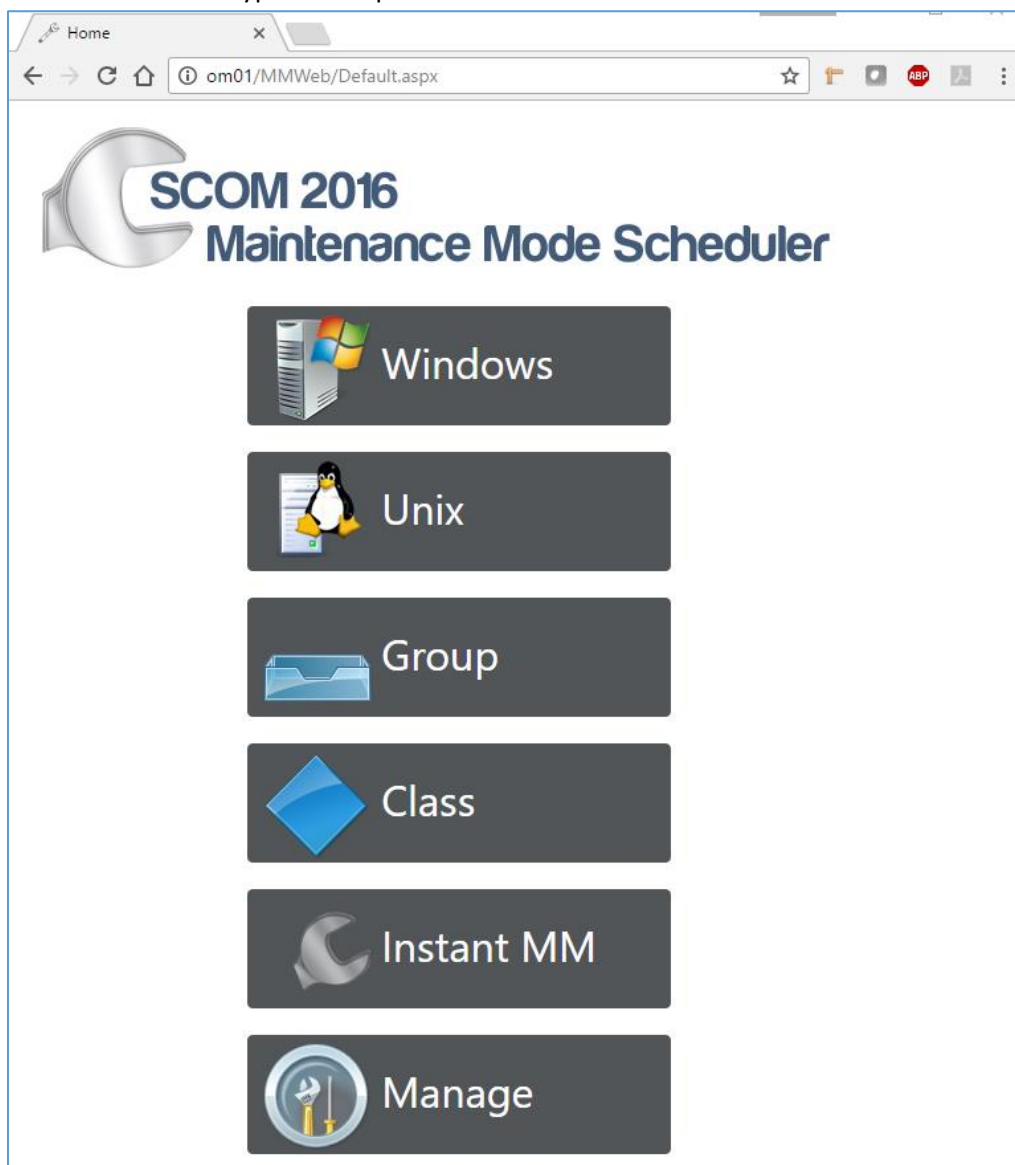 Home
om01/MMWeb/Default.aspx
ABP
SCOM 2016
Maintenance Mode Scheduler
Windows
Unix
Group
Class
Instant MM
Manage